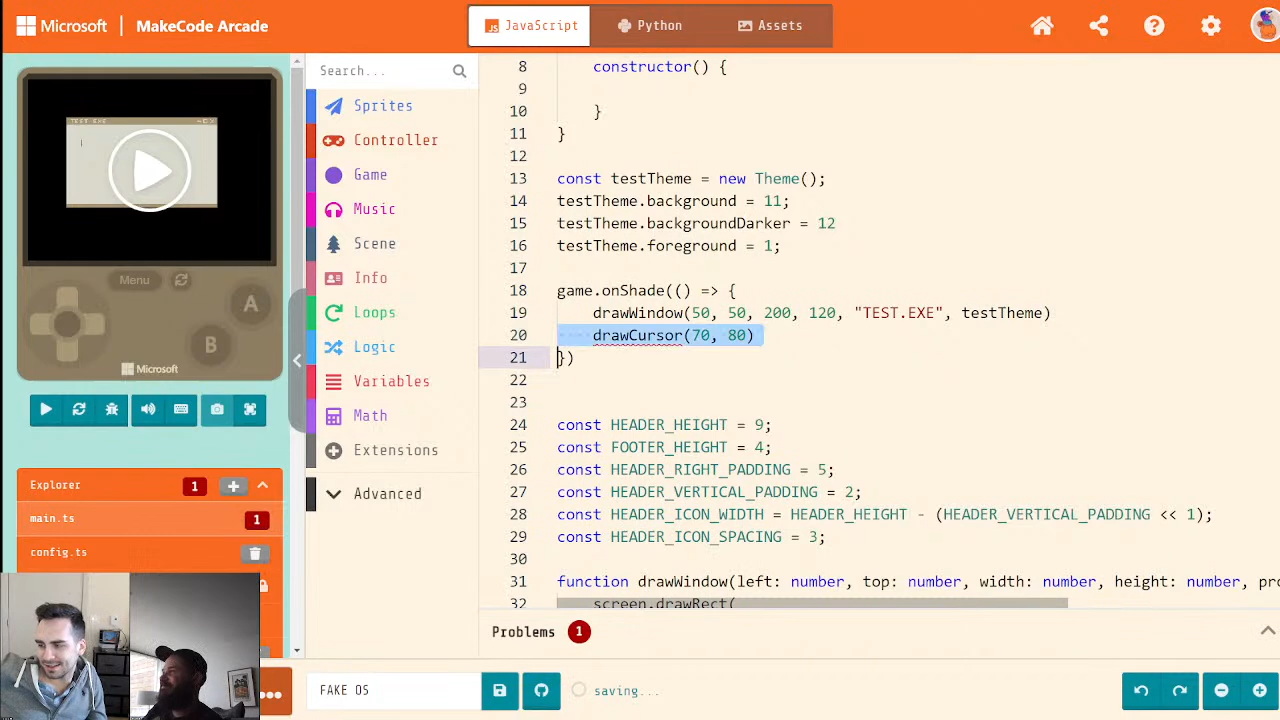 Microsoft | MakeCode Arcade
JavaScript
Python
Assets
TEST.EXE
Menu
A
B
Microsoft
Explorer 1
main.ts 1
config.ts
Search...
Sprites
Controller
Game
Music
Scene
Info
Loops
Logic
Variables
Math
Extensions
Advanced
8 constructor() {
9
10 }
11 }
12
13 const testTheme = new Theme();
14 testTheme.background = 11;
15 testTheme.backgroundDarker = 12
16 testTheme.foreground = 1;
17
18 game.onShade(() => {
19 drawWindow(50, 50, 200, 120, "TEST.EXE", testTheme)
20 drawCursor(70, 80)
21 })
22
23
24 const HEADER_HEIGHT = 9;
25 const FOOTER_HEIGHT = 4;
26 const HEADER_RIGHT_PADDING = 5;
27 const HEADER_VERTICAL_PADDING = 2;
28 const HEADER_ICON_WIDTH = HEADER_HEIGHT - (HEADER_VERTICAL_PADDING << 1);
29 const HEADER_ICON_SPACING = 3;
30
31 function drawWindow(left: number, top: number, width: number, height: number, pro
32 screen.drawRect(
Problems 1
FAKE OS
saving...